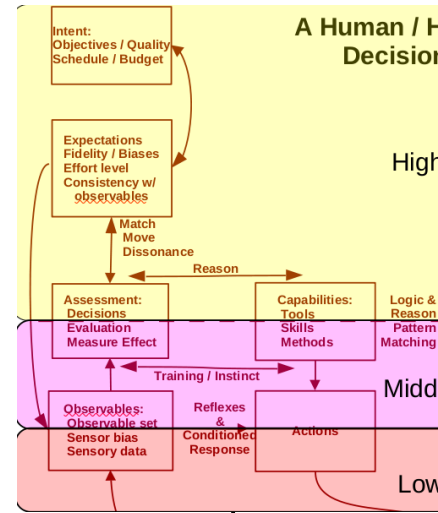 Intent:
Objectives / Quality
Schedule / Budget
A Human / H
Decision
Expectations
Fidelity / Biases
Effort level
Consistency w/
observables
High
Match
Move
Dissonance
Reason
Assessment:
Decisions
Evaluation
Measure Effect
Capabilities:
Tools
Skills
Methods
Logic &
Reason
Pattern
Matching
Training / Instinct
Midd
Observables:
Observable set
Sensor bias
Sensory data
Reflexes
&
Conditioned
Response
Actions
Low